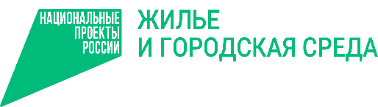 НАЦИОНАЛЬНЫЕ
ПРОЕКТЫ
РОССИИ
ЖИЛЬЕ
И ГОРОДСКАЯ СРЕДА